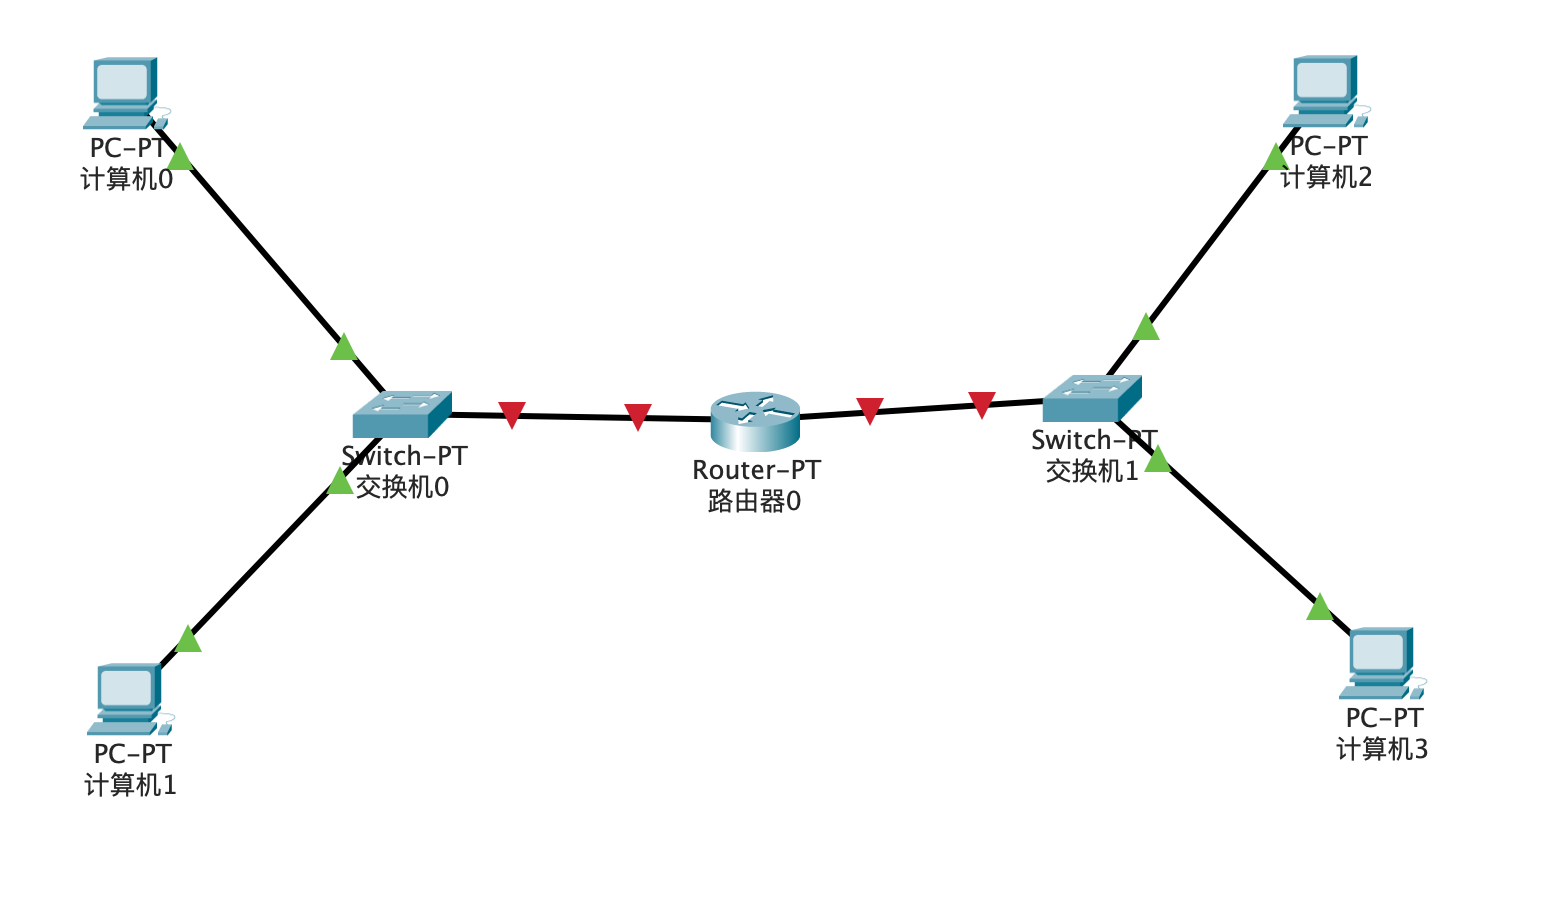 PC-PT
计算机0
PC-PT
计算机2
Switch-PT
交换机0
Router-PT
路由器0
Switch-PT
交换机1
PC-PT
计算机1
PC-PT
计算机3